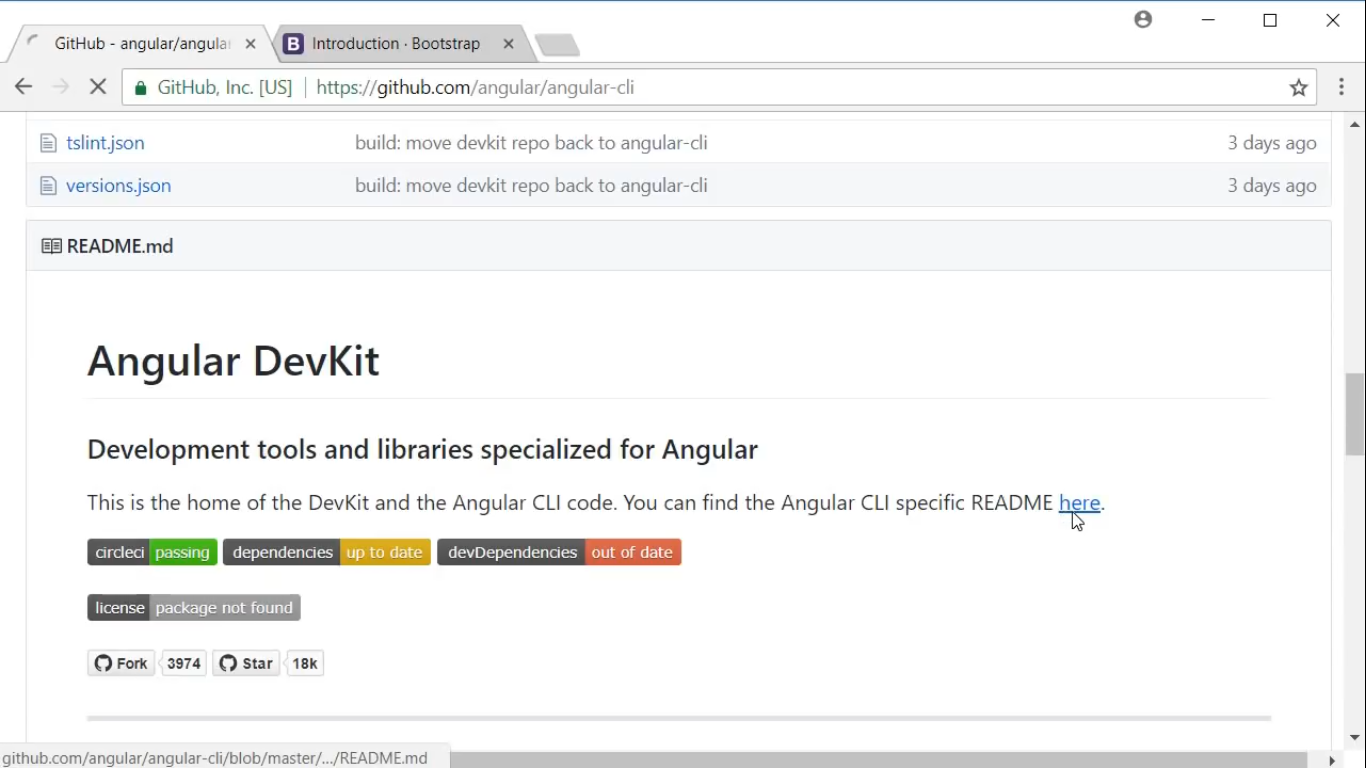 GitHub - angular/angular
Introduction · Bootstrap
GitHub, Inc. [US] https://github.com/angular/angular-cli
tslint.json build: move devkit repo back to angular-cli 3 days ago
versions.json build: move devkit repo back to angular-cli 3 days ago
README.md
Angular DevKit
Development tools and libraries specialized for Angular
This is the home of the DevKit and the Angular CLI code. You can find the Angular CLI specific README here.
circleci passing dependencies up to date devDependencies out of date
license package not found
Fork 3974 Star 18k
github.com/angular/angular-cli/blob/master/.../README.md